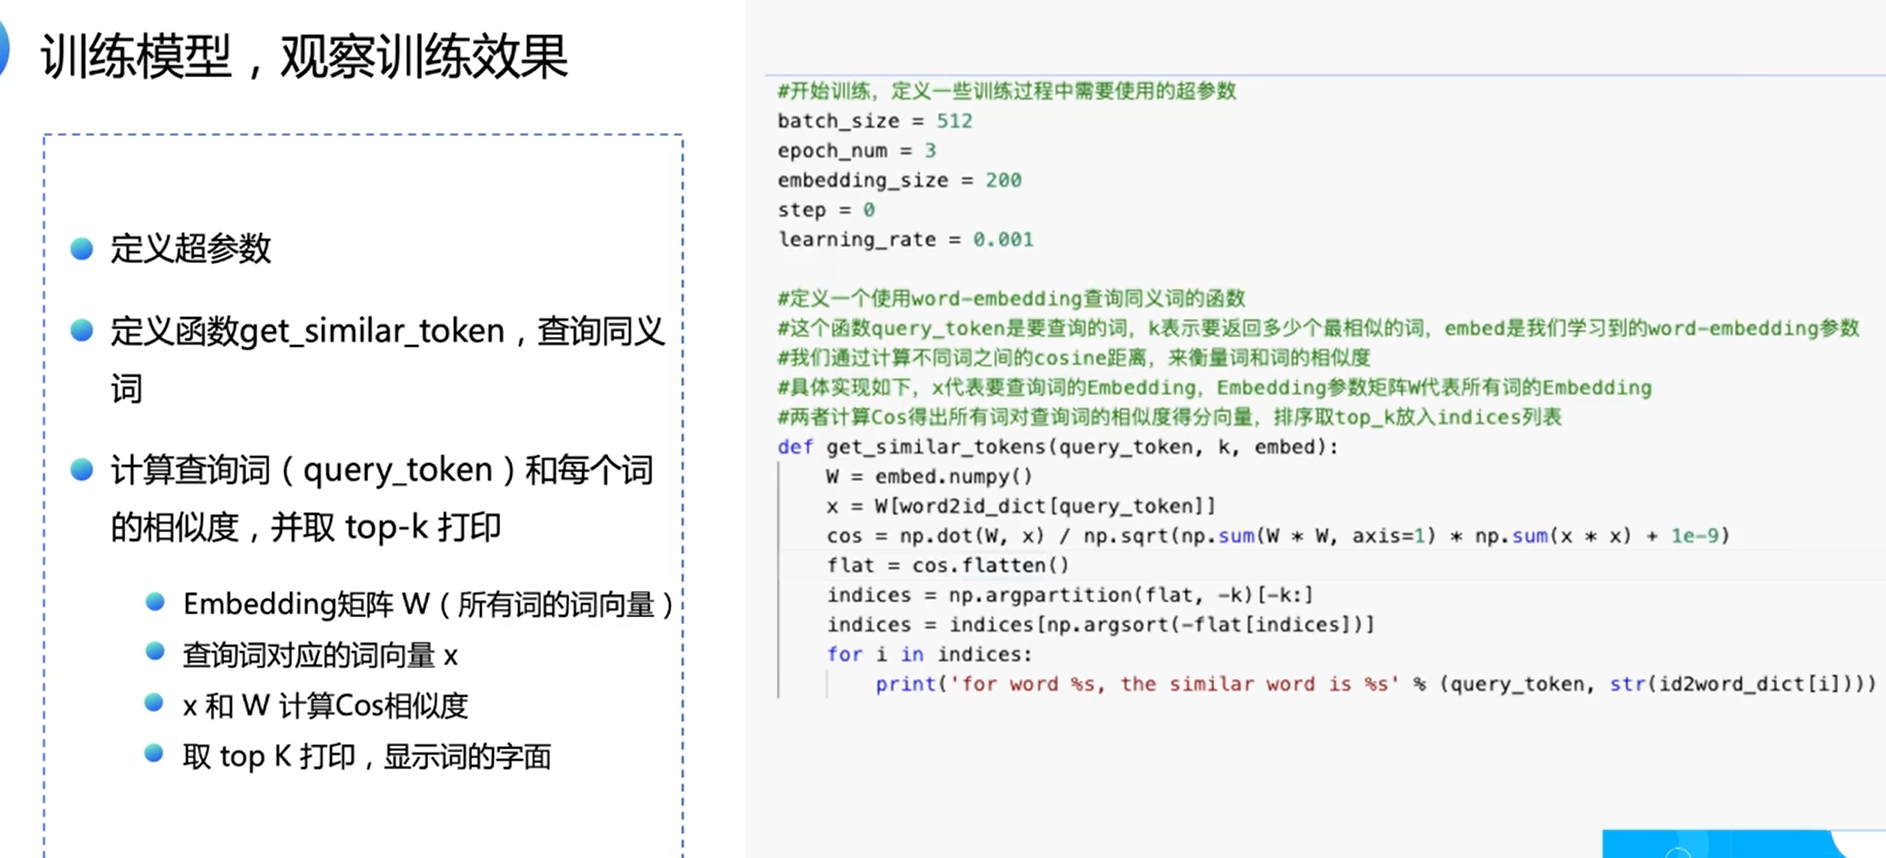 训练模型，观察训练效果
定义超参数
定义函数get_similar_token，查询同义
词
计算查询词（query_token）和每个词
的相似度，并取 top-k 打印
Embedding矩阵 W（所有词的词向量）
查询词对应的词向量 x
x 和 W 计算Cos相似度
取 top K 打印，显示词的字面
#开始训练，定义一些训练过程中需要使用的超参数
batch_size = 512
epoch_num = 3
embedding_size = 200
step = 0
learning_rate = 0.001
#定义一个使用word-embedding查询同义词的函数
#这个函数query_token是要查询的词，k表示要返回多少个最相似的词，embed是我们学习到的word-embedding参数
#我们通过计算不同词之间的cosine距离，来衡量词和词的相似度
#具体实现如下，x代表要查询词的Embedding，Embedding参数矩阵W代表所有词的Embedding
#两者计算Cos得出所有词对查询词的相似度得分向量，排序取top_k放入indices列表
def get_similar_tokens(query_token, k, embed):
    W = embed.numpy()
    x = W[word2id_dict[query_token]]
    cos = np.dot(W, x) / np.sqrt(np.sum(W * W, axis=1) * np.sum(x * x) + 1e-9)
    flat = cos.flatten()
    indices = np.argpartition(flat, -k)[-k:]
    indices = indices[np.argsort(-flat[indices])]
    for i in indices:
        print('for word %s, the similar word is %s' % (query_token, str(id2word_dict[i])))